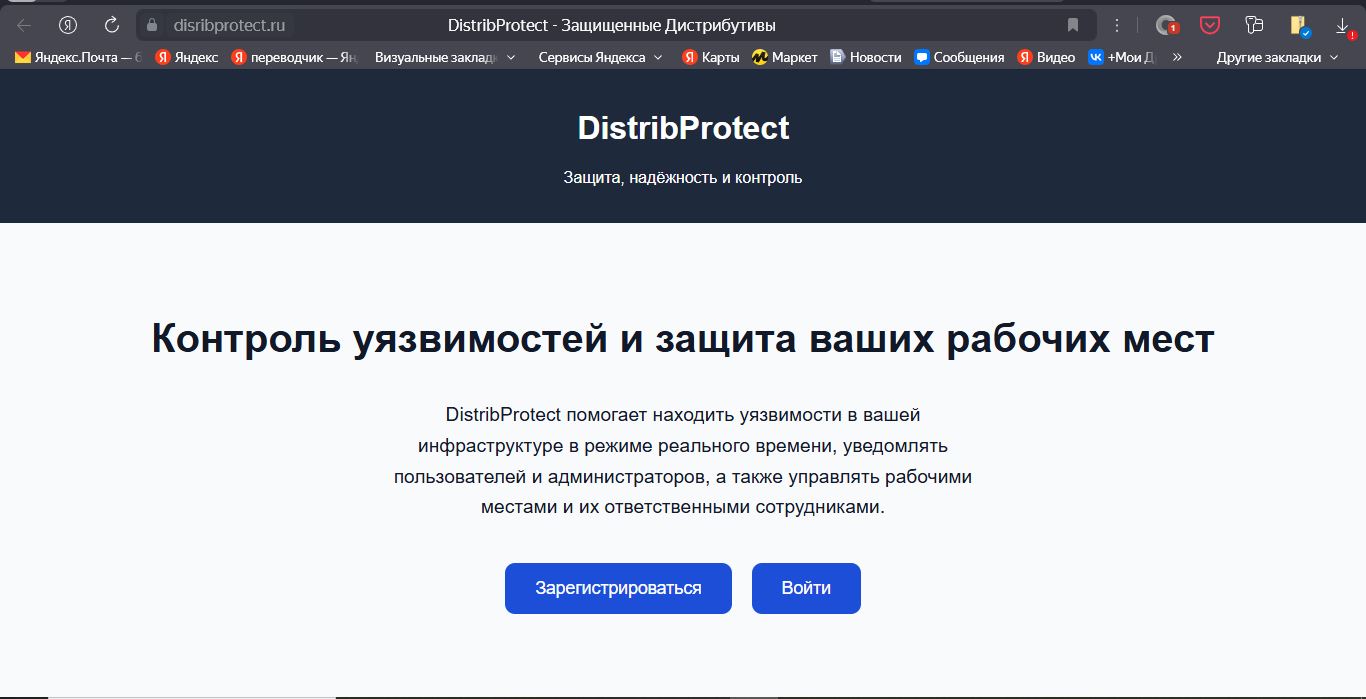 disribprotect.ru
DistribProtect - Защищенные Дистрибутивы
1
Яндекс.Почта —
Яндекс
переводчик —
Визуальные заклад
Сервисы Яндекса
Карты
Маркет
Новости
Сообщения
Видео
+Мои
Другие закладки
DistribProtect
Защита, надёжность и контроль
Контроль уязвимостей и защита ваших рабочих мест
DistribProtect помогает находить уязвимости в вашей
инфраструктуре в режиме реального времени, уведомлять
пользователей и администраторов, а также управлять рабочими
местами и их ответственными сотрудниками.
Зарегистрироваться
Войти